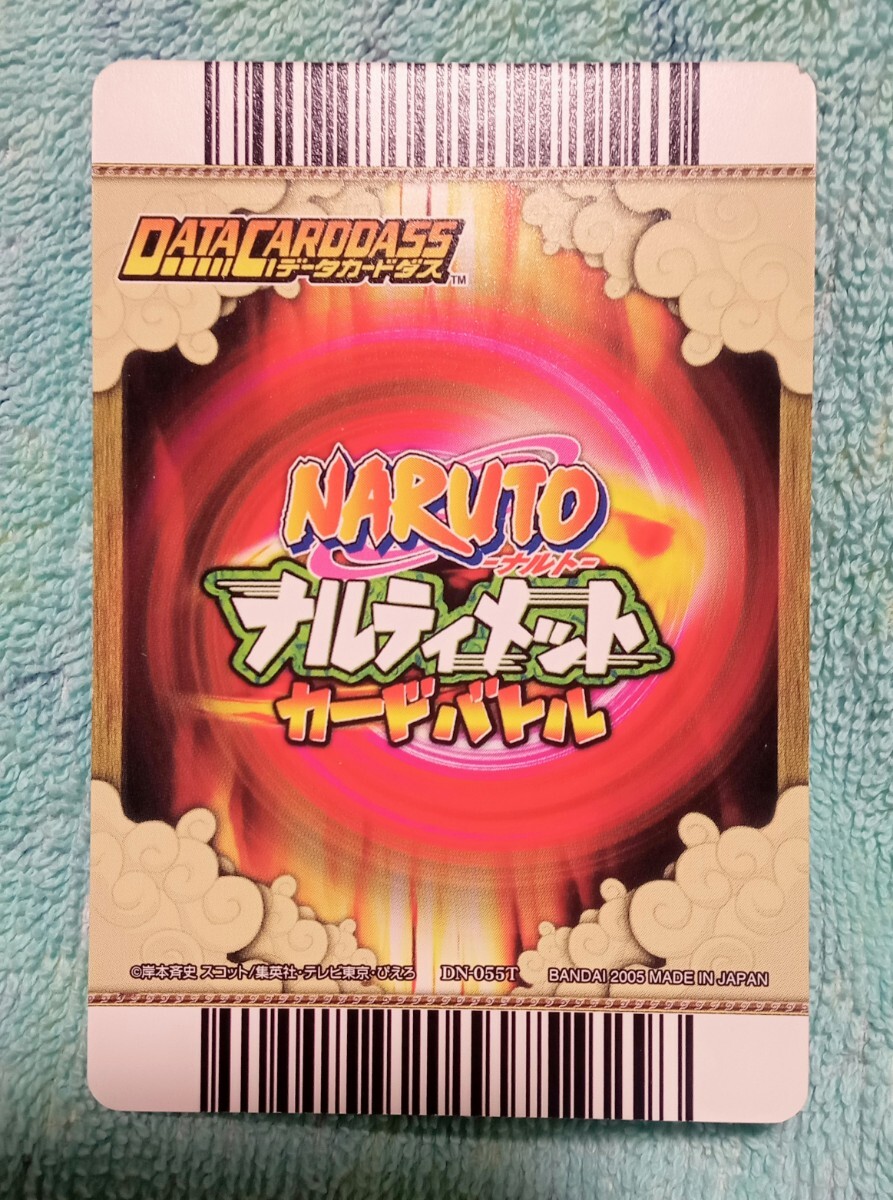 DATACARDDASS
データカードダス TM
NARUTO
-ナルト-
ナルティメット
カードバトル
©岸本斉史 スコット/集英社・テレビ東京・ぴえろ DN-055T BANDAI 2005 MADE IN JAPAN